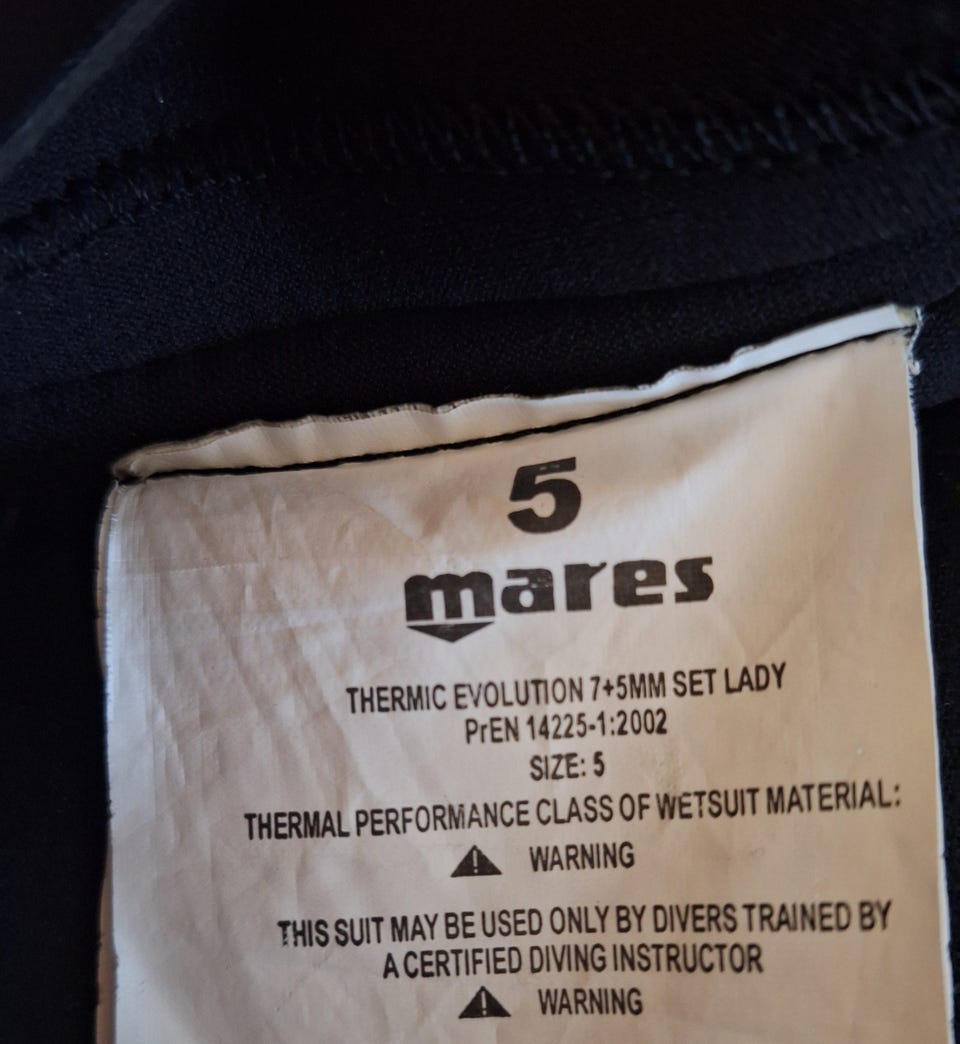 5
mares
THERMIC EVOLUTION 7+5MM SET LADY
PrEN 14225-1:2002
SIZE: 5
THERMAL PERFORMANCE CLASS OF WETSUIT MATERIAL:
WARNING
THIS SUIT MAY BE USED ONLY BY DIVERS TRAINED BY
A CERTIFIED DIVING INSTRUCTOR
WARNING